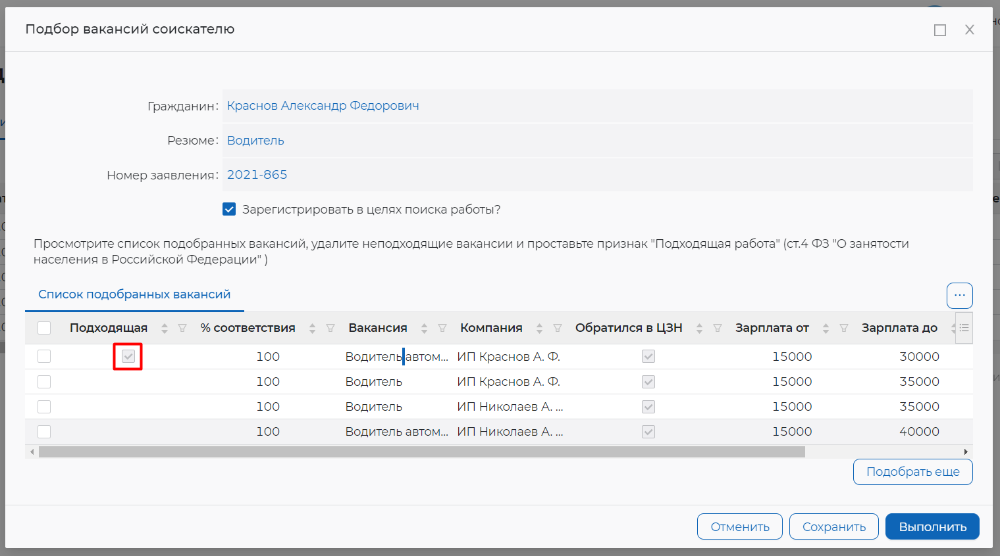 Подбор вакансий соискателю
Гражданин: Краснов Александр Федорович
Резюме: Водитель
Номер заявления: 2021-865
Зарегистрировать в целях поиска работы?
Просмотрите список подобранных вакансий, удалите неподходящие вакансии и проставьте признак "Подходящая работа" (ст.4 ФЗ "О занятости
населения в Российской Федерации" )
Список подобранных вакансий
...
Подходящая % соответствия Вакансия Компания Обратился в ЦЗН Зарплата от Зарплата до
100 Водитель автом... ИП Краснов А. Ф. 15000 30000
100 Водитель ИП Краснов А. Ф. 15000 35000
100 Водитель ИП Николаев А. ... 15000 35000
100 Водитель автом... ИП Николаев А. ... 15000 40000
Подобрать еще
Отменить Сохранить Выполнить